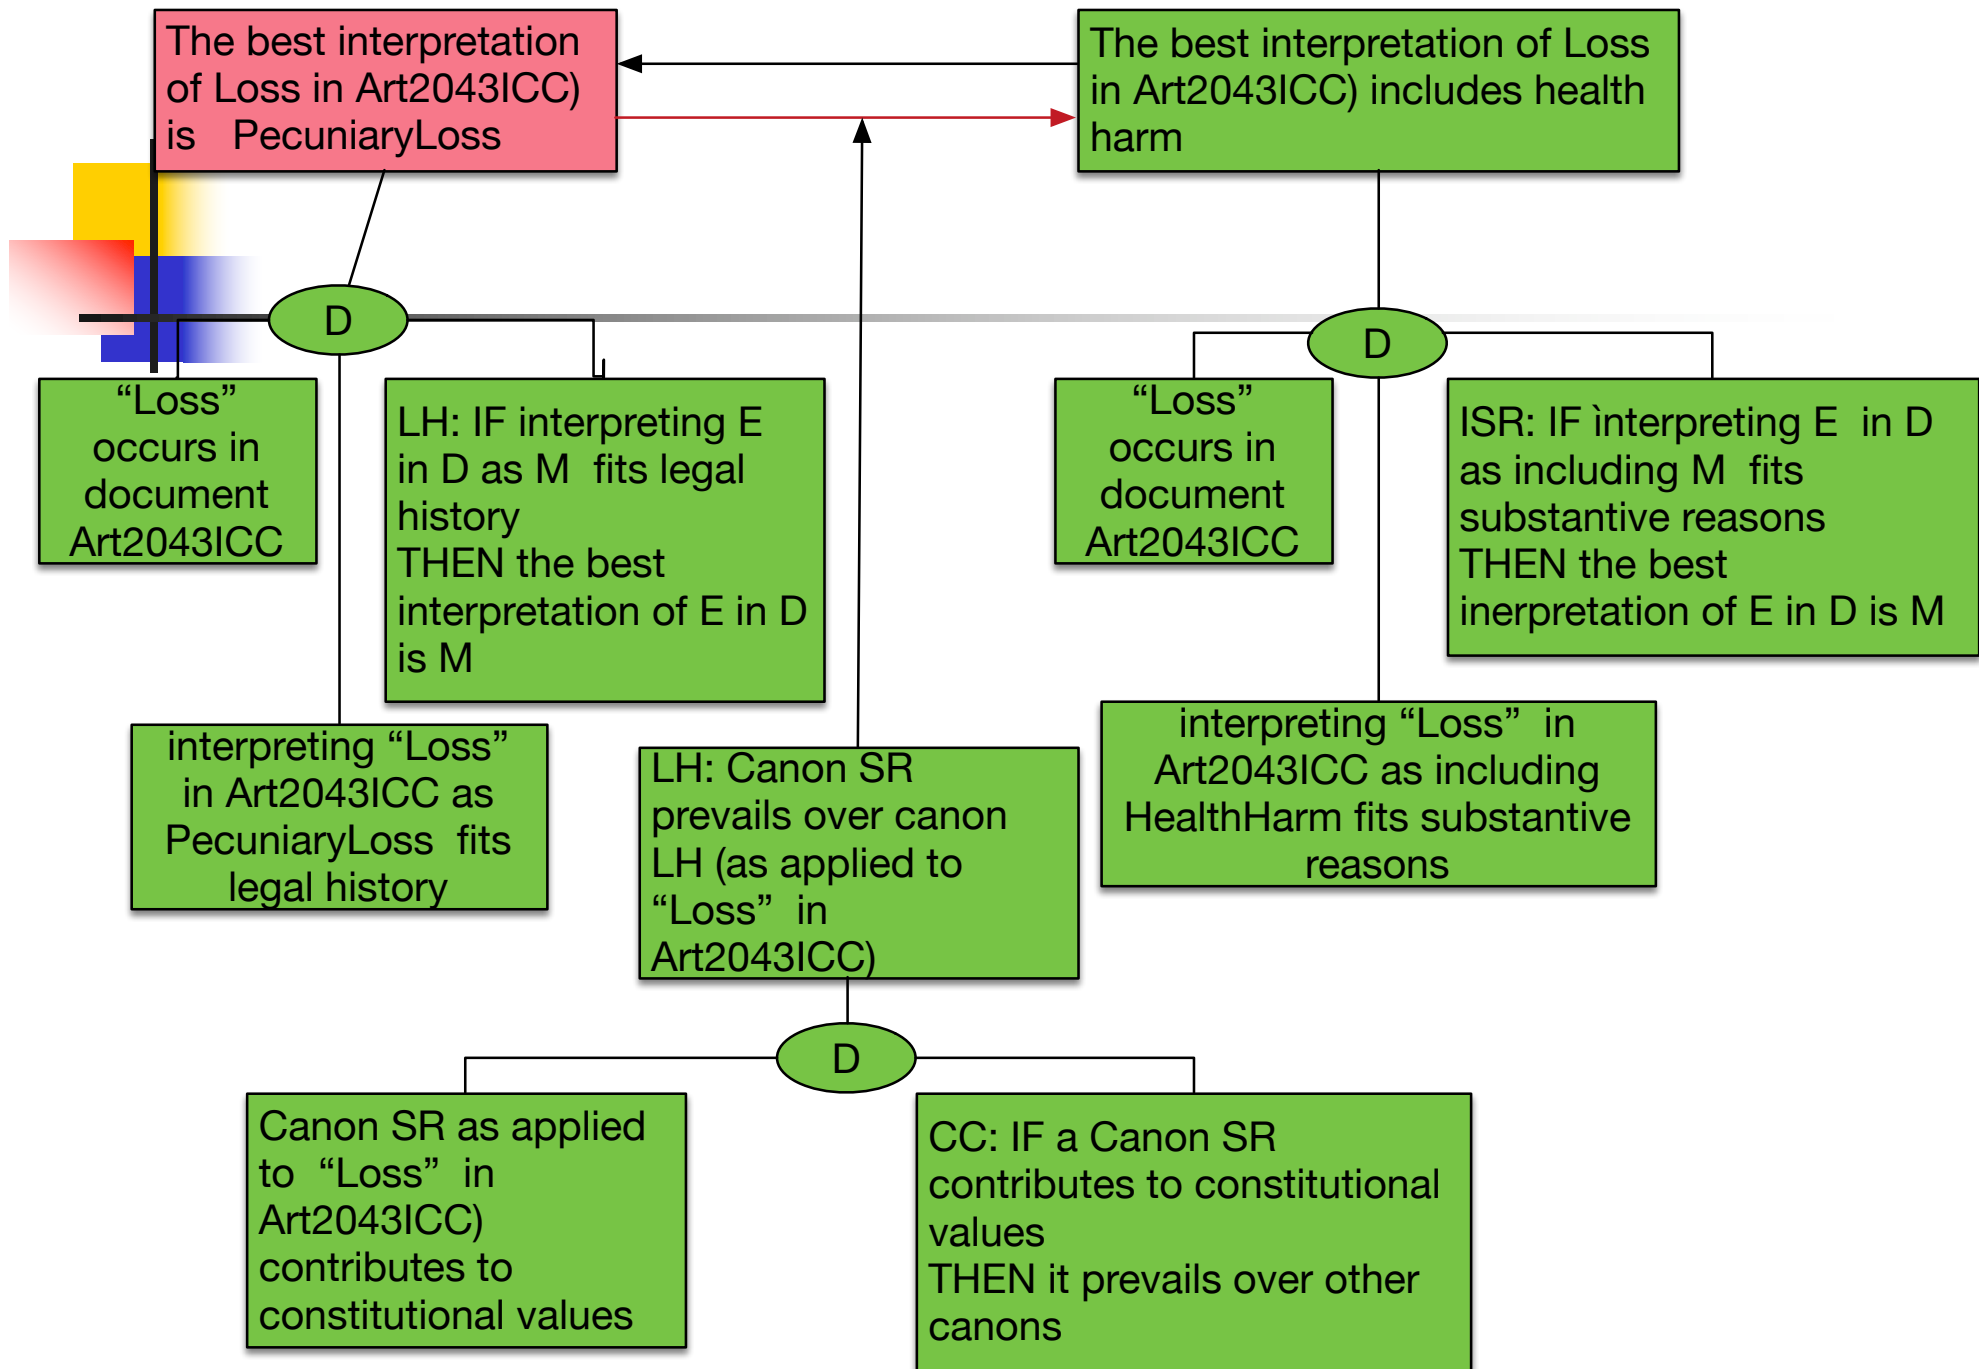 The best interpretation
of Loss in Art2043ICC)
is PecuniaryLoss
The best interpretation of Loss
in Art2043ICC) includes health
harm
D
D
“Loss”
occurs in
document
Art2043ICC
LH: IF interpreting E
in D as M fits legal
history
THEN the best
interpretation of E in D
is M
“Loss”
occurs in
document
Art2043ICC
ISR: IF ìnterpreting E in D
as including M fits
substantive reasons
THEN the best
inerpretation of E in D is M
interpreting “Loss”
in Art2043ICC as
PecuniaryLoss fits
legal history
LH: Canon SR
prevails over canon
LH (as applied to
“Loss” in
Art2043ICC)
interpreting “Loss” in
Art2043ICC as including
HealthHarm fits substantive
reasons
D
Canon SR as applied
to “Loss” in
Art2043ICC)
contributes to
constitutional values
CC: IF a Canon SR
contributes to constitutional
values
THEN it prevails over other
canons